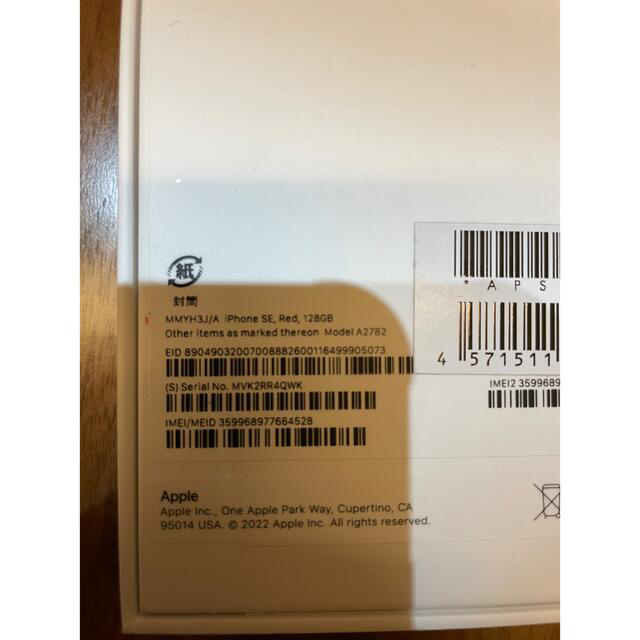 紙
封筒
MMYH3J/A iPhone SE, Red, 128GB
Other items as marked thereon Model A2782
EID 89049032007008882600116499905073
(S) Serial No. MVK2RR4QWK
IMEI/MEID 359968977664528
*APS
4 571511
IMEI2 3599689
Apple
Apple Inc., One Apple Park Way, Cupertino, CA
95014 USA. © 2022 Apple Inc. All rights reserved.